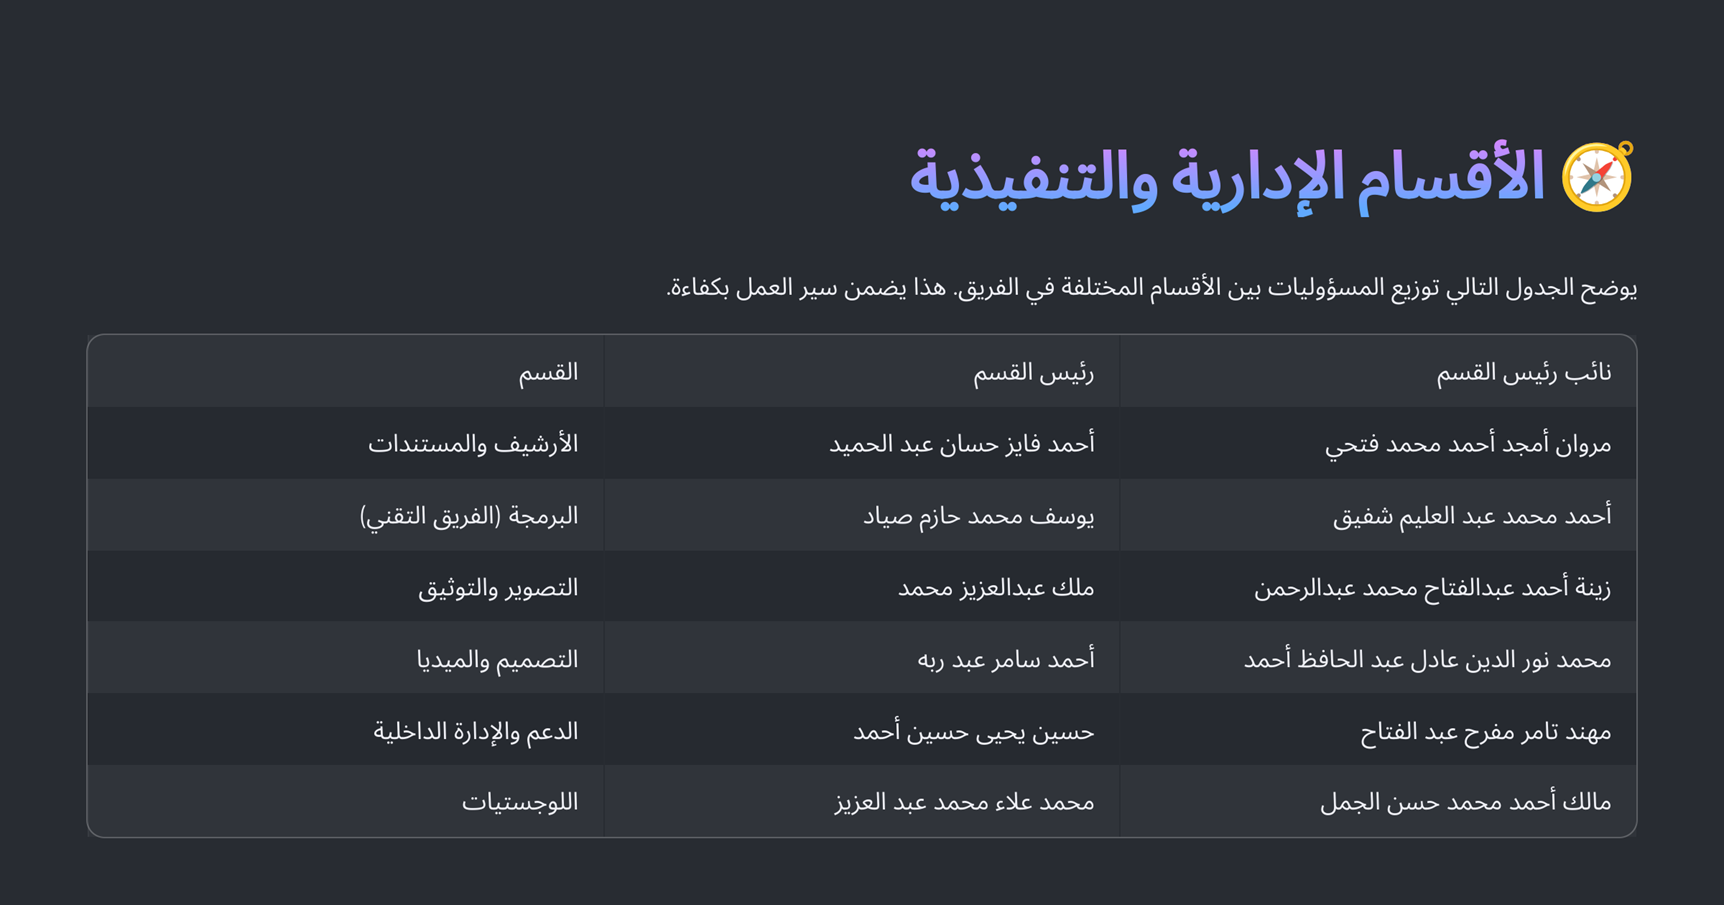 الأقسام الإدارية والتنفيذية
يوضح الجدول التالي توزيع المسؤوليات بين الأقسام المختلفة في الفريق. هذا يضمن سير العمل بكفاءة.
نائب رئيس القسم رئيس القسم القسم
مروان أمجد أحمد محمد فتحي أحمد فايز حسان عبد الحميد الأرشيف والمستندات
أحمد محمد عبد العليم شفيق يوسف محمد حازم صياد البرمجة (الفريق التقني)
زينة أحمد عبدالفتاح محمد عبدالرحمن ملك عبدالعزيز محمد التصوير والتوثيق
محمد نور الدين عادل عبد الحافظ أحمد أحمد سامر عبد ربه التصميم والميديا
مهند تامر مفرح عبد الفتاح حسين يحيى حسين أحمد الدعم والإدارة الداخلية
مالك أحمد محمد حسن الجمل محمد علاء محمد عبد العزيز اللوجستيات